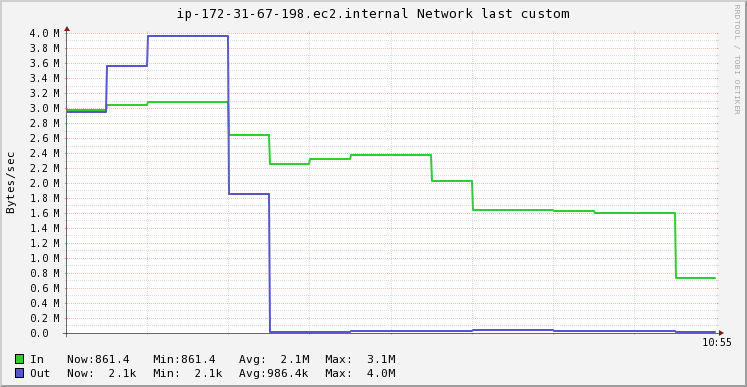 ip-172-31-67-198.ec2.internal Network last custom
RRDTOOL / TOBI OETIKER
Bytes/sec
4.0 M
3.8 M
3.6 M
3.4 M
3.2 M
3.0 M
2.8 M
2.6 M
2.4 M
2.2 M
2.0 M
1.8 M
1.6 M
1.4 M
1.2 M
1.0 M
0.8 M
0.6 M
0.4 M
0.2 M
0.0
10:55
In Now:861.4 Min:861.4 Avg: 2.1M Max: 3.1M
Out Now: 2.1k Min: 2.1k Avg:986.4k Max: 4.0M